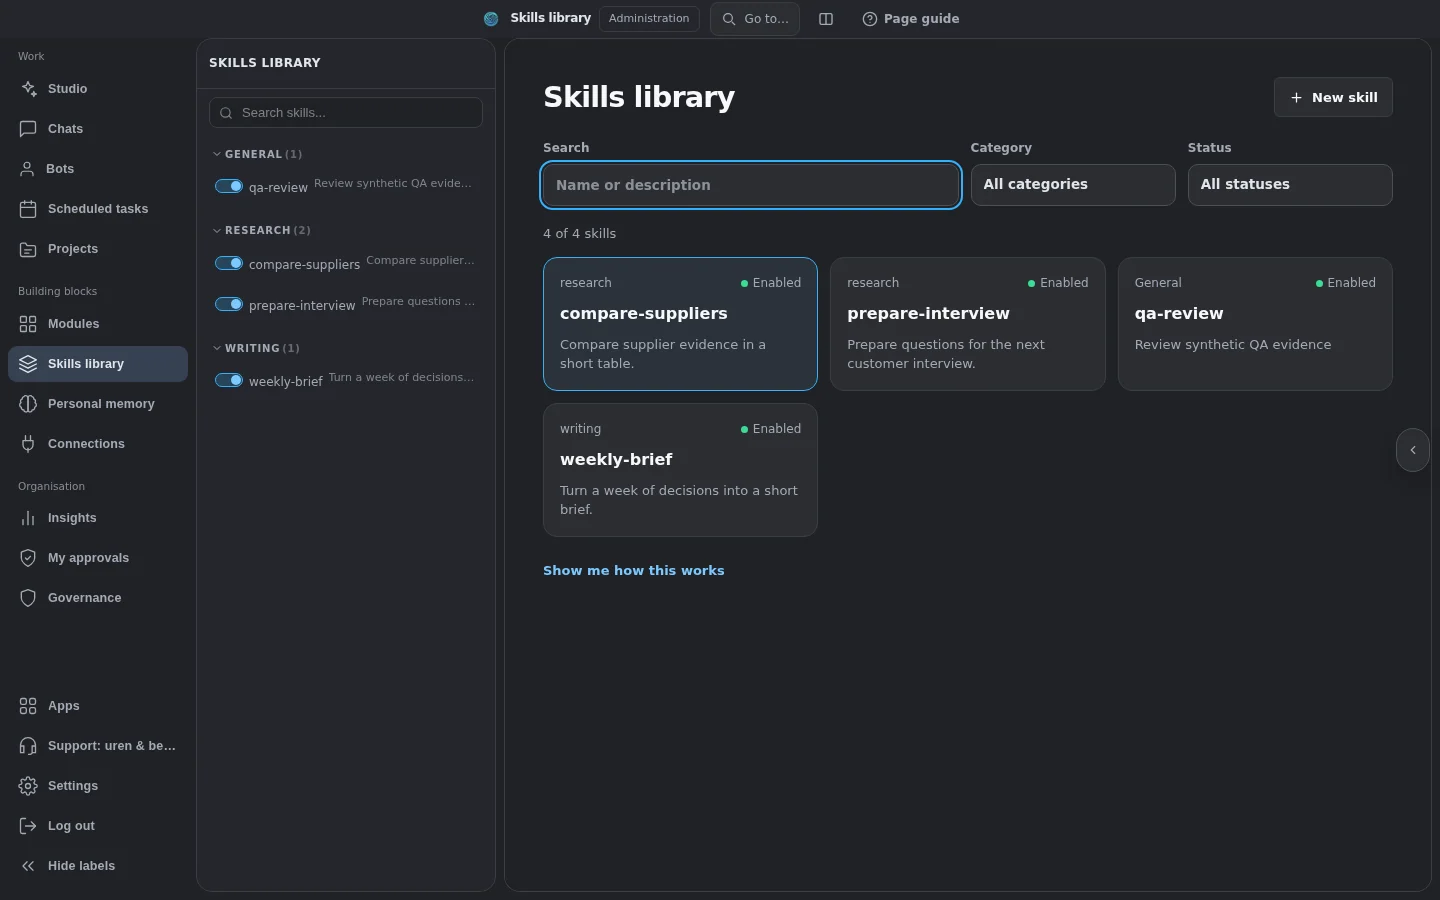 Skills library
Administration
Go to...
Page guide
Work
Studio
Chats
Bots
Scheduled tasks
Projects
Building blocks
Modules
Skills library
Personal memory
Connections
Organisation
Insights
My approvals
Governance
Apps
Support: uren & be...
Settings
Log out
Hide labels
SKILLS LIBRARY
Search skills...
GENERAL (1)
qa-review Review synthetic QA evide...
RESEARCH (2)
compare-suppliers Compare supplier...
prepare-interview Prepare questions ...
WRITING (1)
weekly-brief Turn a week of decisions...
Skills library
New skill
Search
Name or description
Category
All categories
Status
All statuses
4 of 4 skills
research
Enabled
compare-suppliers
Compare supplier evidence in a
short table.
research
Enabled
prepare-interview
Prepare questions for the next
customer interview.
General
Enabled
qa-review
Review synthetic QA evidence
writing
Enabled
weekly-brief
Turn a week of decisions into a short
brief.
Show me how this works